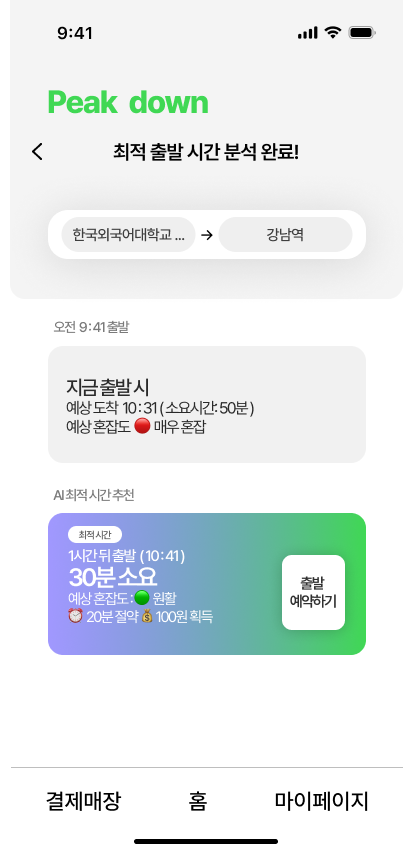 9:41
Peak down
최적 출발 시간 분석 완료!
한국외국어대학교 ... → 강남역
오전 9:41 출발
지금 출발 시
예상 도착 10:31 (소요시간: 50분)
예상 혼잡도 🔴 매우 혼잡
AI최적 시간 추천
최적 시간
1시간 뒤 출발 (10:41)
30분 소요
예상 혼잡도 :🟢 원활
⏰ 20분 절약 💰 100원 획득
출발
예약하기
결제매장 홈 마이페이지